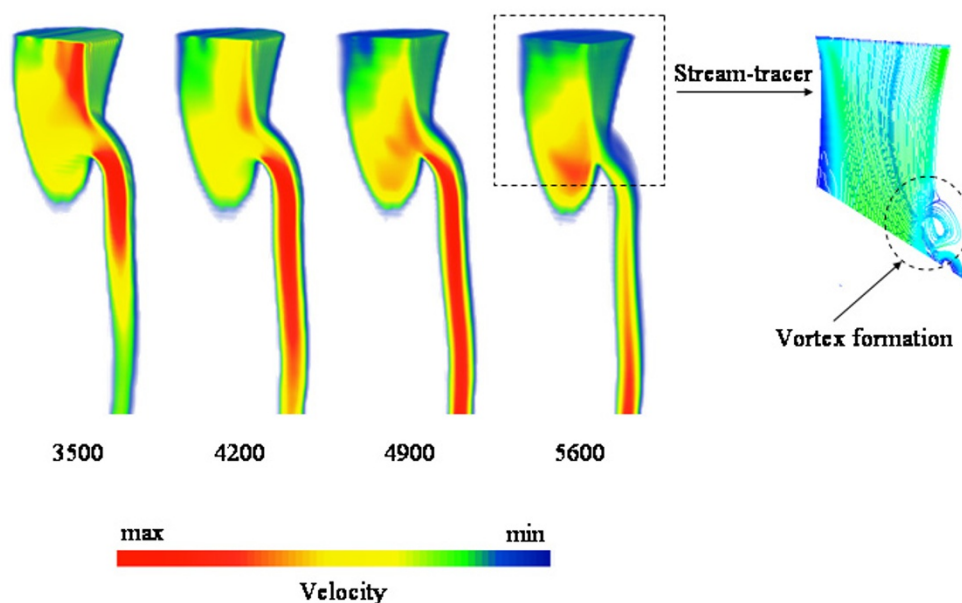 Stream-tracer
Vortex formation
3500 4200 4900 5600
max min
Velocity